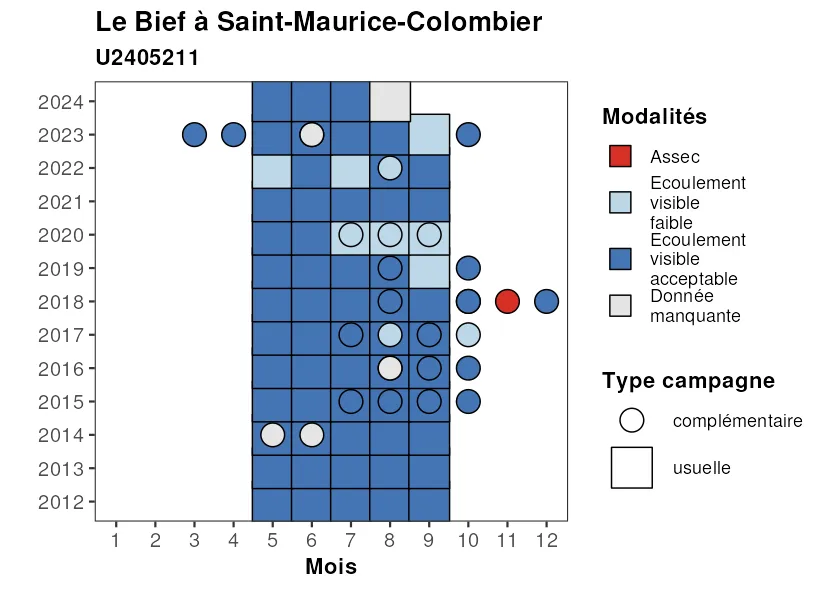 Le Bief à Saint-Maurice-Colombier
U2405211
2024
2023
2022
2021
2020
2019
2018
2017
2016
2015
2014
2013
2012
1 2 3 4 5 6 7 8 9 10 11 12
Mois
Modalités
Assec
Ecoulement
visible
faible
Ecoulement
visible
acceptable
Donnée
manquante
Type campagne
complémentaire
usuelle